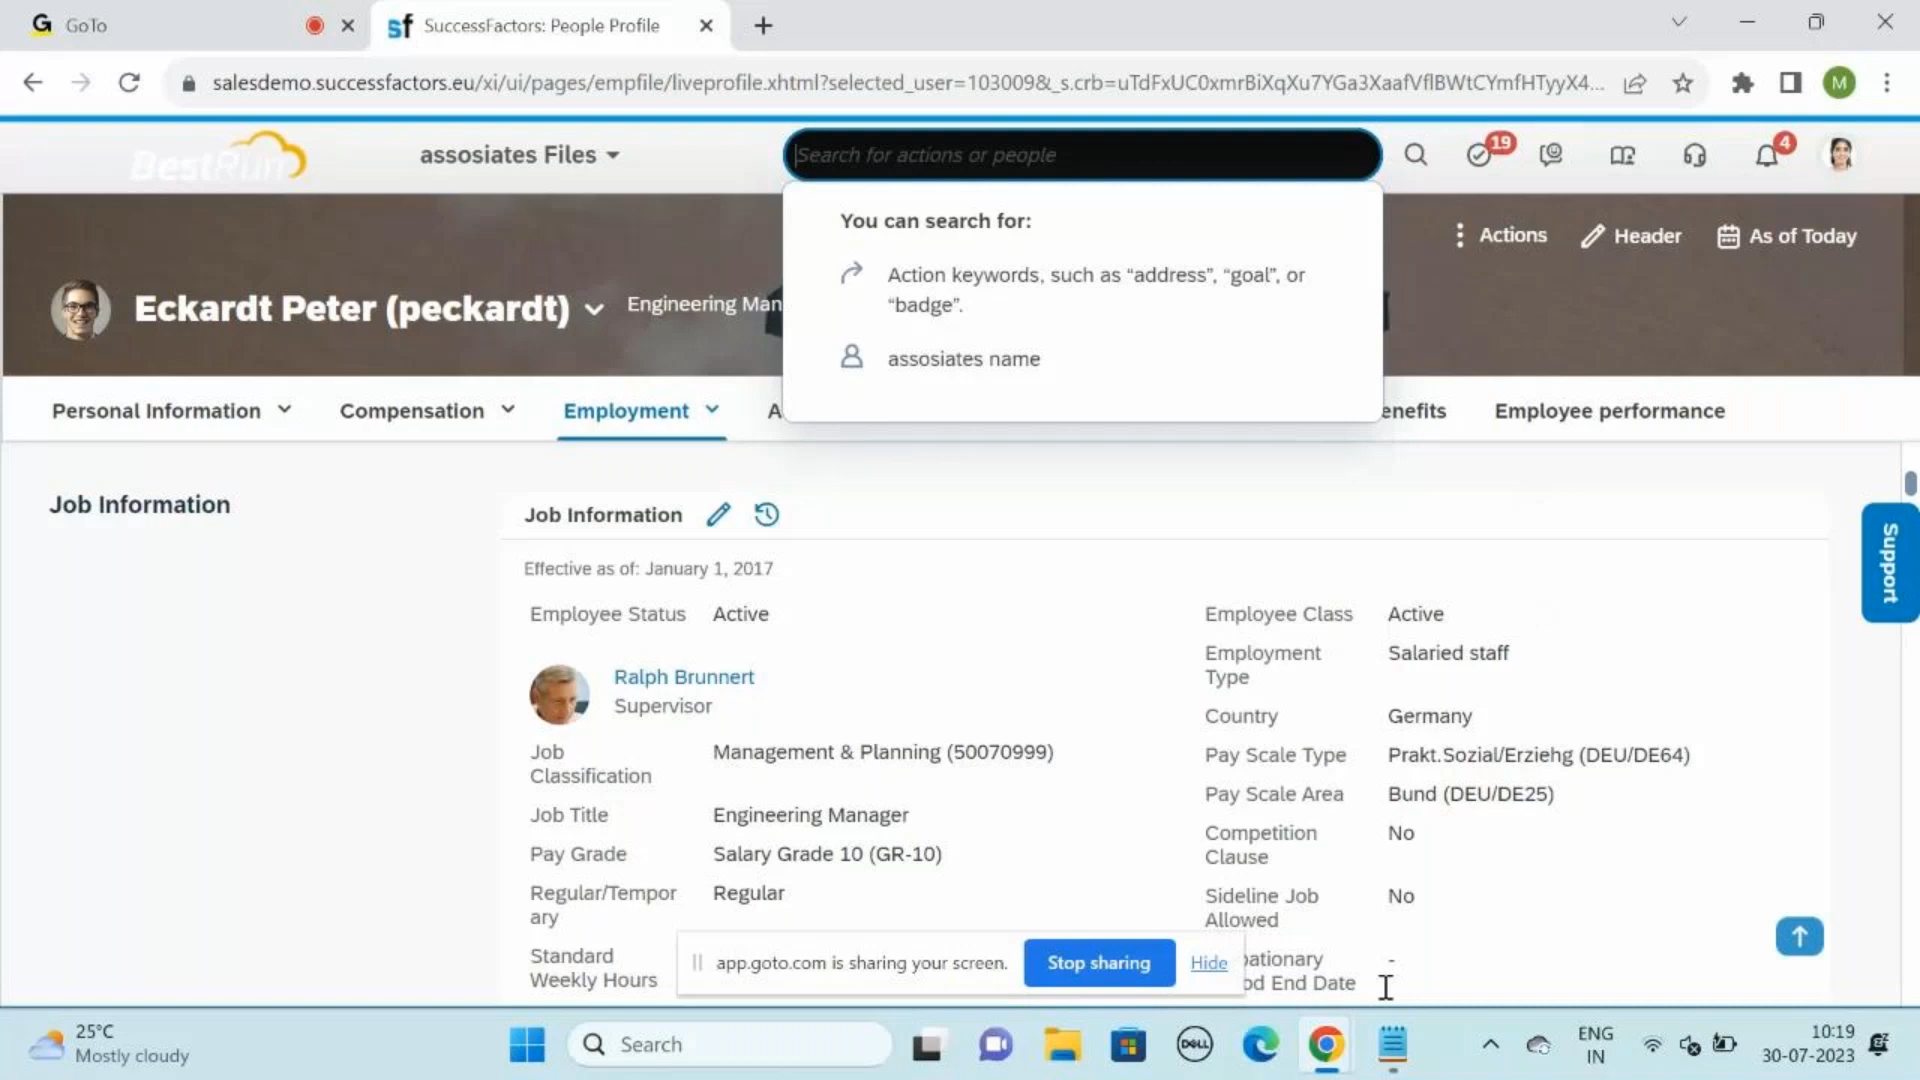 G GoTo
sf SuccessFactors: People Profile
salesdemo.successfactors.eu/xi/ui/pages/empfile/liveprofile.xhtml?selected_user=103009&_s.crb=uTdFxUC0xmrBiXqXu7YGa3XaafVflBWtCYmfHTyyX4...
M
BestRun
assosiates Files
Search for actions or people
19
4
You can search for:
Action keywords, such as “address”, “goal”, or
“badge”.
assosiates name
Actions
Header
As of Today
Eckardt Peter (peckardt)
Engineering Man
Personal Information
Compensation
Employment
A
enefits
Employee performance
Job Information
Job Information
Effective as of: January 1, 2017
Employee Status Active
Ralph Brunnert
Supervisor
Job
Classification
Management & Planning (50070999)
Job Title Engineering Manager
Pay Grade Salary Grade 10 (GR-10)
Regular/Tempor
ary
Regular
Standard
Weekly Hours
Employee Class Active
Employment
Type
Salaried staff
Country Germany
Pay Scale Type Prakt.Sozial/Erziehg (DEU/DE64)
Pay Scale Area Bund (DEU/DE25)
Competition
Clause
No
Sideline Job
Allowed
No
bationary
od End Date
-
Support
app.goto.com is sharing your screen.
Stop sharing
Hide
25°C
Mostly cloudy
Search
DELL
ENG
IN
10:19
30-07-2023